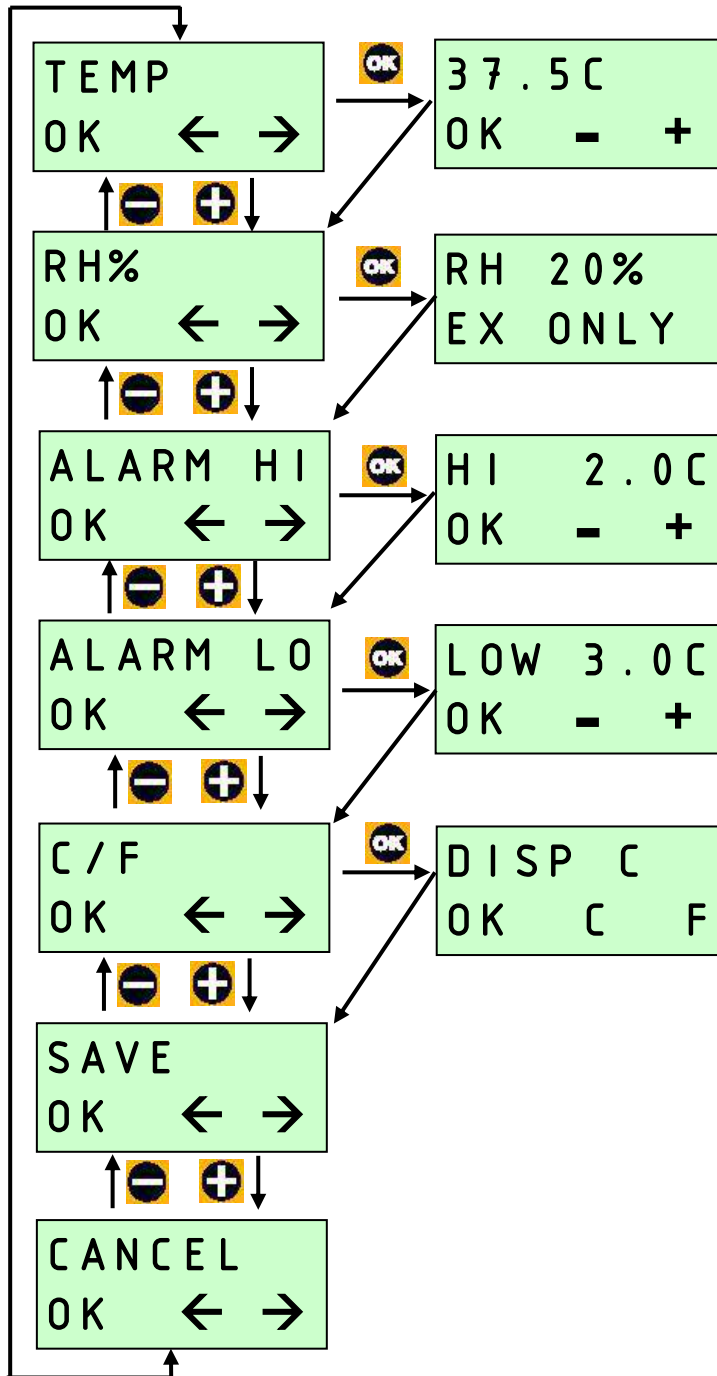 TEMP
OK ← →
OK
37.5C
OK - +
RH%
OK ← →
OK
RH 20%
EX ONLY
ALARM HI
OK ← →
OK
HI 2.0C
OK - +
ALARM LO
OK ← →
OK
LOW 3.0C
OK - +
C/F
OK ← →
OK
DISP C
OK C F
SAVE
OK ← →
CANCEL
OK ← →